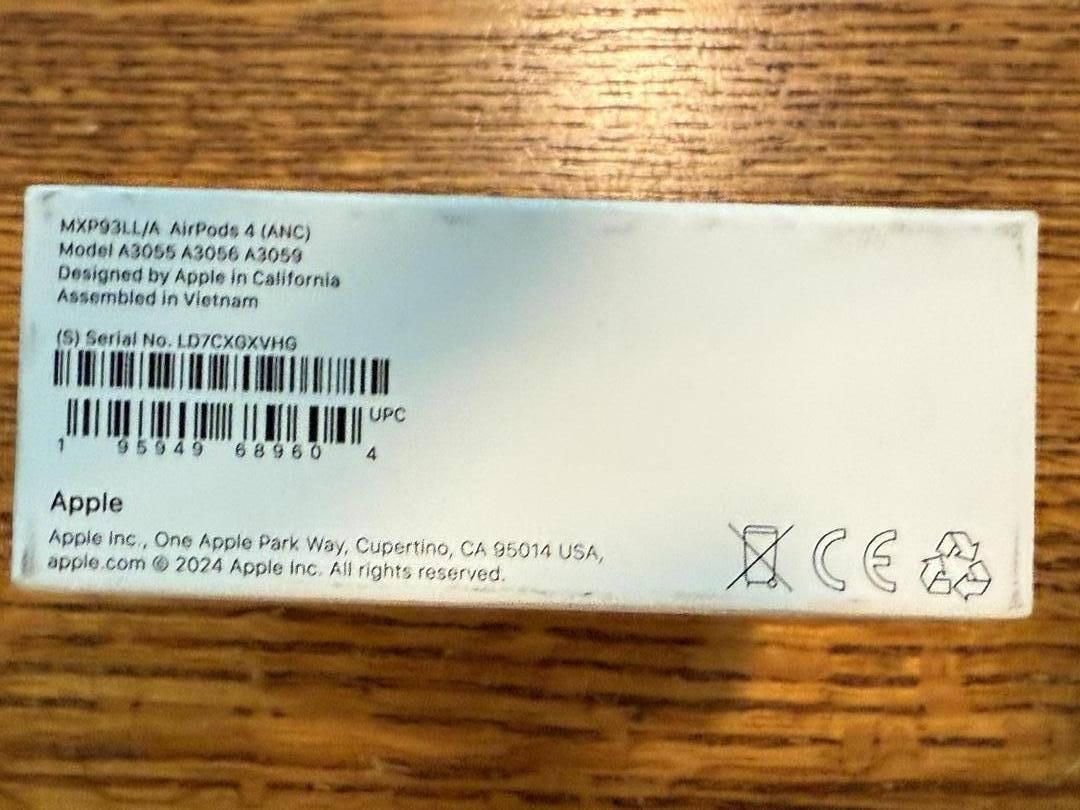 MXP93LL/A AirPods 4 (ANC)
Model A3055 A3056 A3059
Designed by Apple in California
Assembled in Vietnam
(S) Serial No. LD7CXGXVHG
UPC
1 95949 68960 4
Apple
Apple Inc., One Apple Park Way, Cupertino, CA 95014 USA,
apple.com © 2024 Apple Inc. All rights reserved.
CE